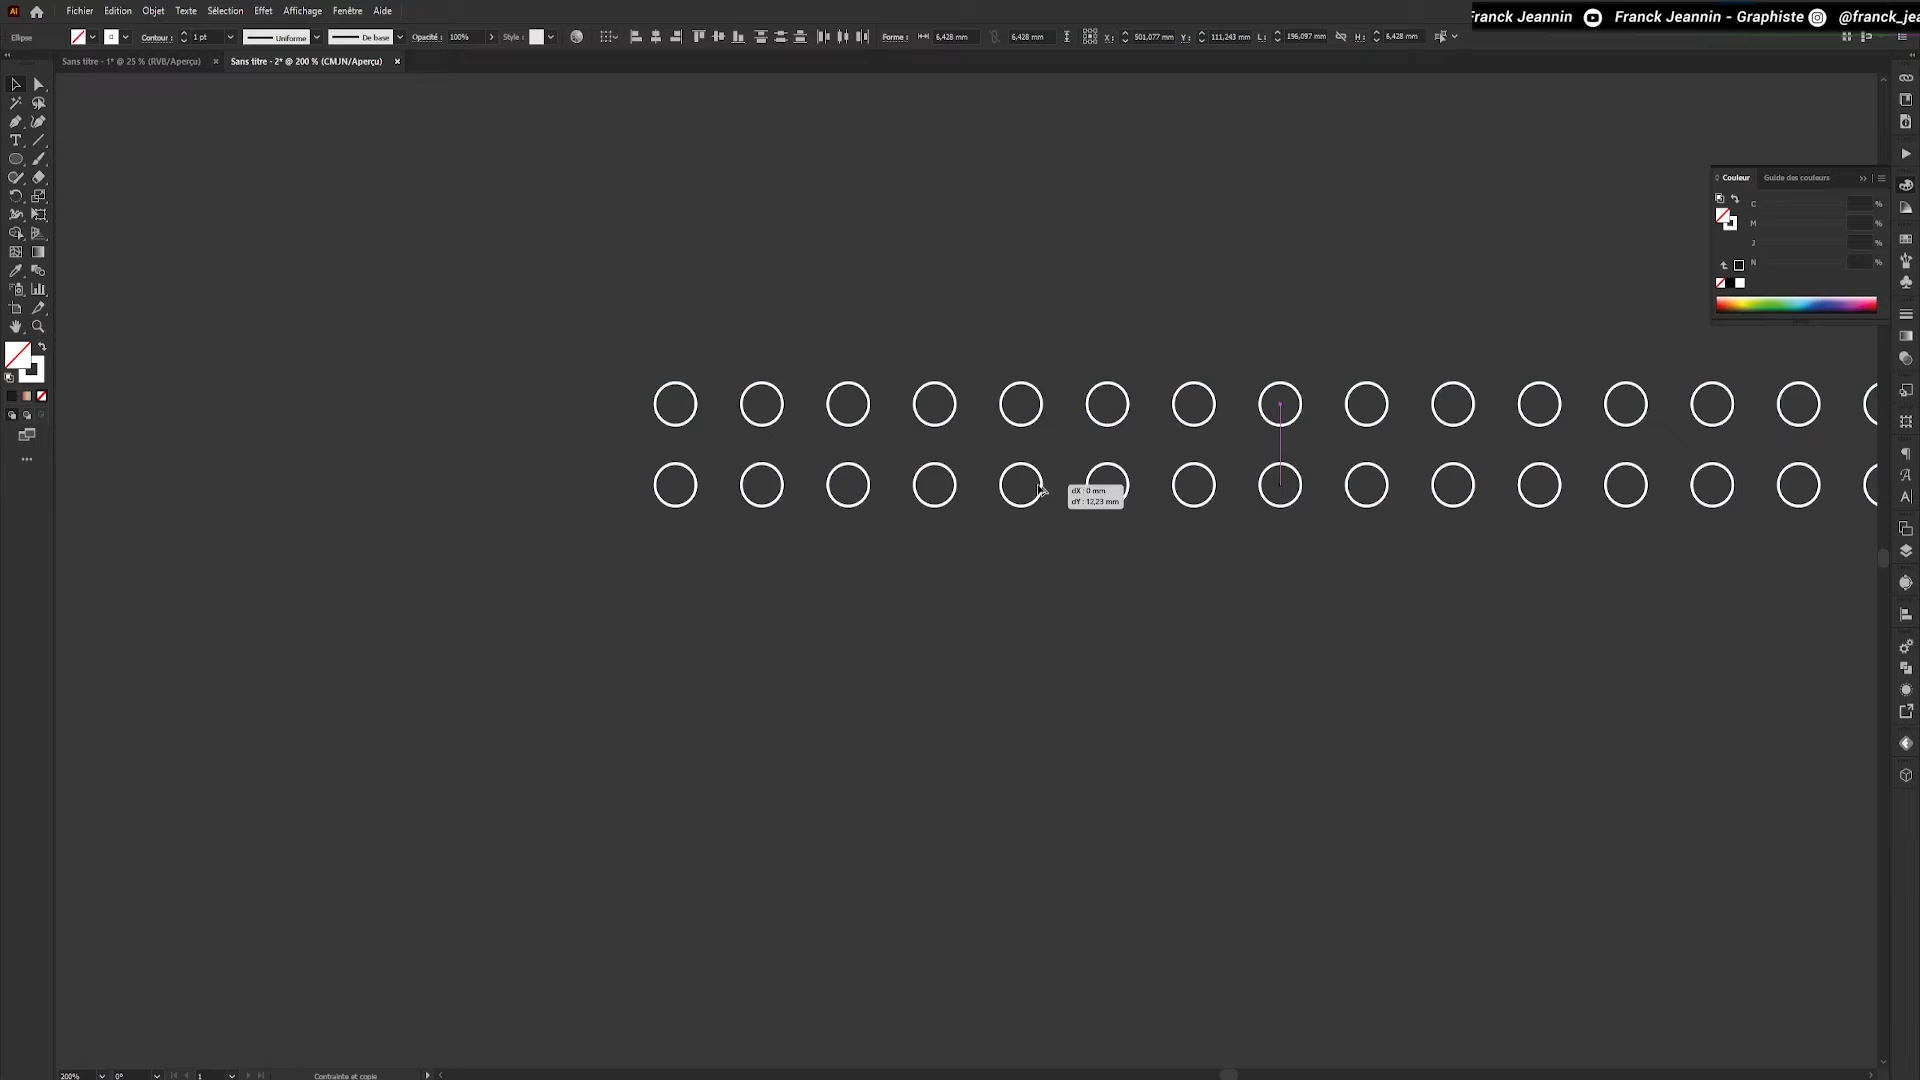 Fichier Edition Objet Texte Sélection Effet Affichage Fenêtre Aide
Franck Jeannin Franck Jeannin - Graphiste @franck_jea
Ellipse Contour : 1 pt Uniforme De base Opacité : 100% Style : Forme : 6,428 mm 6,428 mm X : 501,077 mm Y : 111,243 mm L : 196,097 mm H : 6,428 mm
Sans titre - 1* @ 25 % (RVB/Aperçu) × Sans titre - 2* @ 200 % (CMJN/Aperçu) ×
Couleur Guide des couleurs
C %
M %
J %
N %
dX : 0 mm
dY : 12,23 mm
200% 0° 1 Contrainte et copie